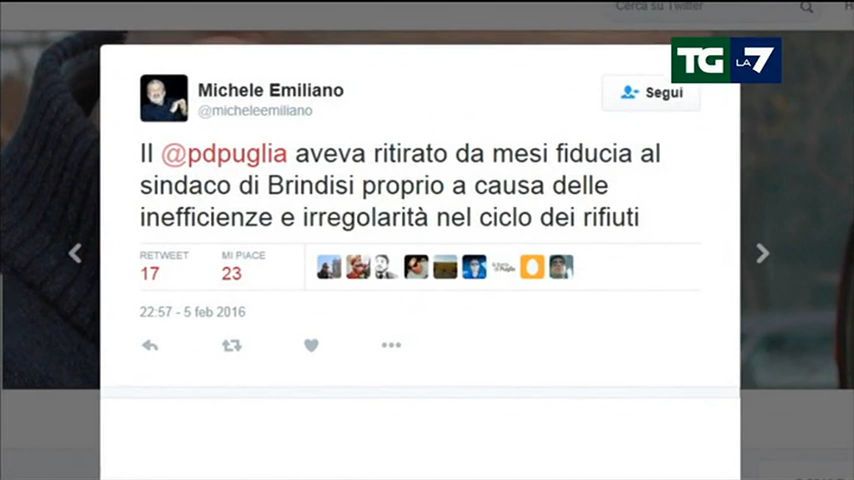 Cerca su Twitter
TG LA 7
Michele Emiliano
@micheleemiliano
Segui
Il @pdpuglia aveva ritirato da mesi fiducia al
sindaco di Brindisi proprio a causa delle
inefficienze e irregolarità nel ciclo dei rifiuti
RETWEET MI PIACE
17 23
22:57 - 5 feb 2016